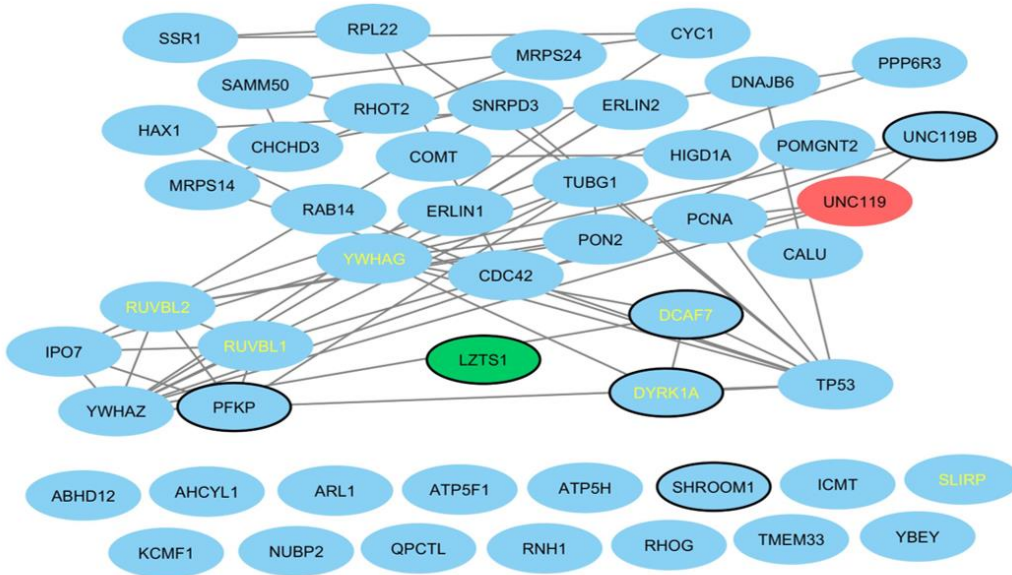 SSR1
RPL22
CYC1
MRPS24
PPP6R3
SAMM50
DNAJB6
RHOT2
SNRPD3
ERLIN2
HAX1
UNC119B
CHCHD3
COMT
HIGD1A
POMGNT2
MRPS14
TUBG1
UNC119
RAB14
ERLIN1
PCNA
PON2
CALU
YWHAG
CDC42
RUVBL2
DCAF7
IPO7
RUVBL1
LZTS1
TP53
YWHAZ
PFKP
DYRK1A
ABHD12
AHCYL1
ARL1
ATP5F1
ATP5H
SHROOM1
ICMT
SLIRP
KCMF1
NUBP2
QPCTL
RNH1
RHOG
TMEM33
YBEY